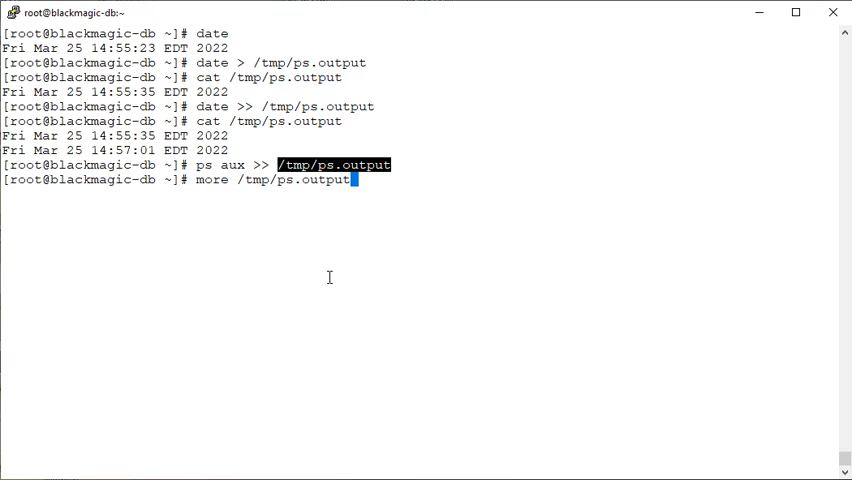 root@blackmagic-db:~
[root@blackmagic-db ~]# date
Fri Mar 25 14:55:23 EDT 2022
[root@blackmagic-db ~]# date > /tmp/ps.output
[root@blackmagic-db ~]# cat /tmp/ps.output
Fri Mar 25 14:55:35 EDT 2022
[root@blackmagic-db ~]# date >> /tmp/ps.output
[root@blackmagic-db ~]# cat /tmp/ps.output
Fri Mar 25 14:55:35 EDT 2022
Fri Mar 25 14:57:01 EDT 2022
[root@blackmagic-db ~]# ps aux >> /tmp/ps.output
[root@blackmagic-db ~]# more /tmp/ps.output